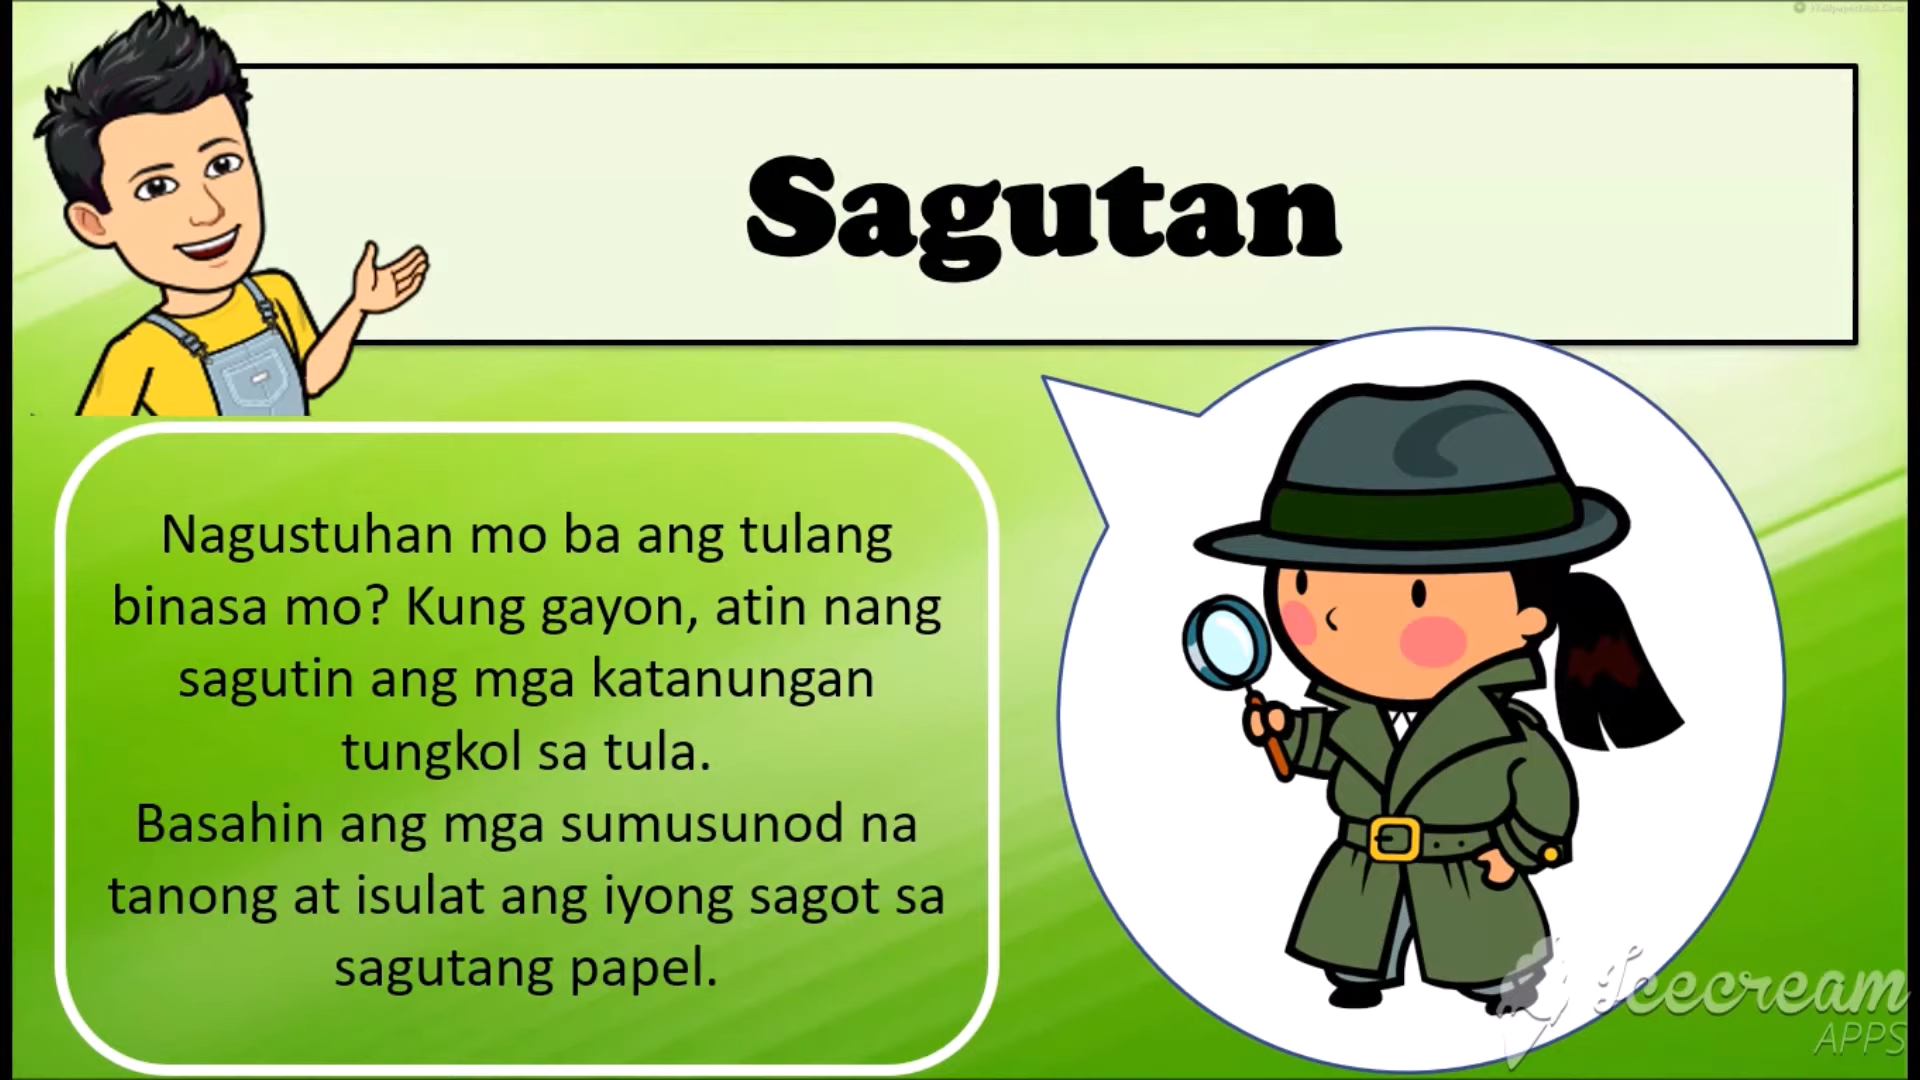 Sagutan
Nagustuhan mo ba ang tulang
binasa mo? Kung gayon, atin nang
sagutin ang mga katanungan
tungkol sa tula.
Basahin ang mga sumusunod na
tanong at isulat ang iyong sagot sa
sagutang papel.
Icecream
APPS